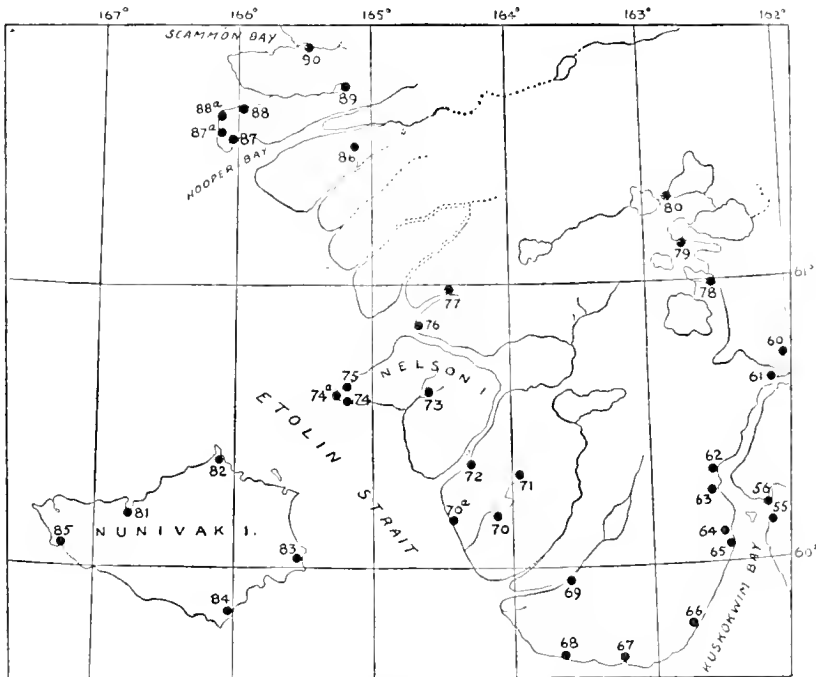 167° 166° 165° 164° 163° 162°
SCAMMON BAY
90
89
88ª 88
87ª 87
86
HOOPER BAY
80
79
78
61°
77
76
60
75
NELSON I.
61
74ª 74
73
ETOLIN STRAIT
82
72
71
62
63
56
81
55
70ª 70
85
NUNIVAK I.
64
65
83
60°
69
84
66
KUSKOKWIM BAY
68
67